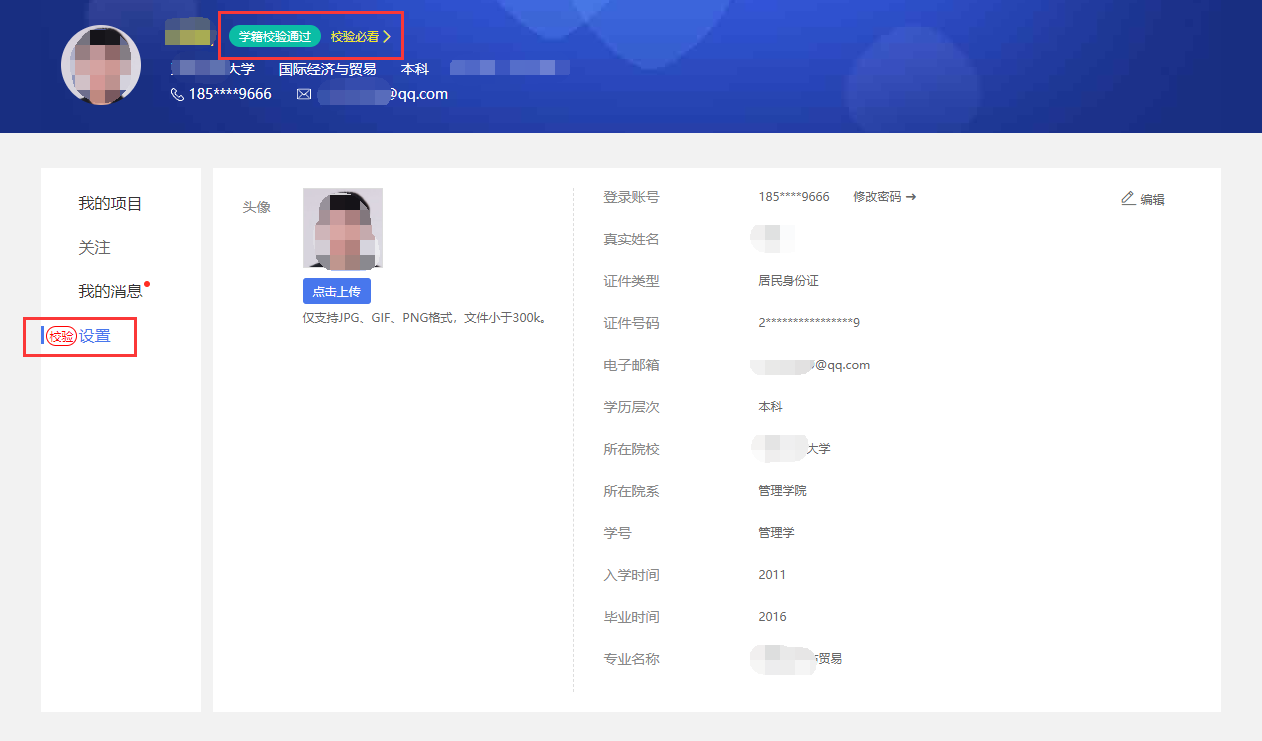 学籍校验通过 校验必看
大学 国际经济与贸易 本科
185****9666 @qq.com
我的项目
关注
我的消息
校验 设置
头像
点击上传
仅支持JPG、GIF、PNG格式，文件小于300k。
登录账号 185****9666 修改密码 →
编辑
真实姓名
证件类型 居民身份证
证件号码 2****************9
电子邮箱 @qq.com
学历层次 本科
所在院校 大学
所在院系 管理学院
学号 管理学
入学时间 2011
毕业时间 2016
专业名称 贸易